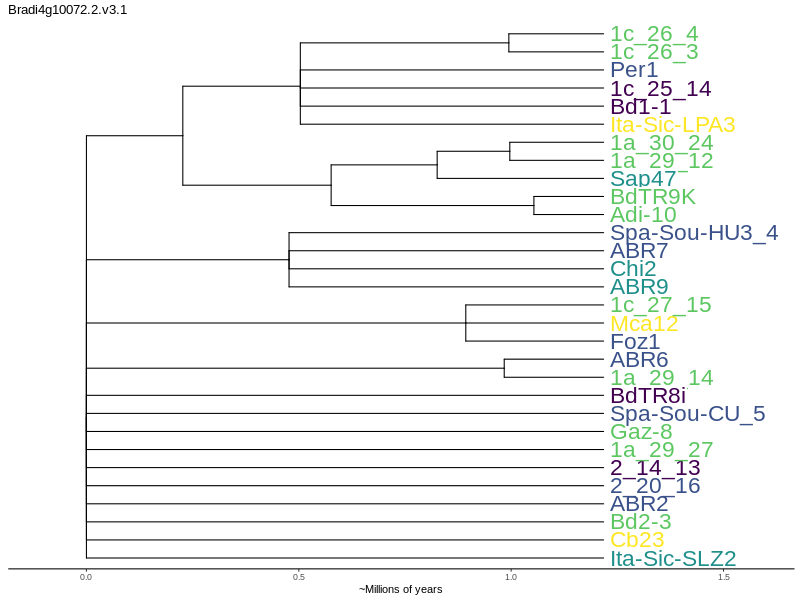 Bradi4g10072.2.v3.1
1c_26_4
1c_26_3
Per1
1c_25_14
Bd1-1
Ita-Sic-LPA3
1a_30_24
1a_29_12
Sap47
BdTR9K
Adi-10
Spa-Sou-HU3_4
ABR7
Chi2
ABR9
1c_27_15
Mca12
Foz1
ABR6
1a_29_14
BdTR8i
Spa-Sou-CU_5
Gaz-8
1a_29_27
2_14_13
2_20_16
ABR2
Bd2-3
Cb23
Ita-Sic-SLZ2
0.0 0.5 1.0 1.5
~Millions of years